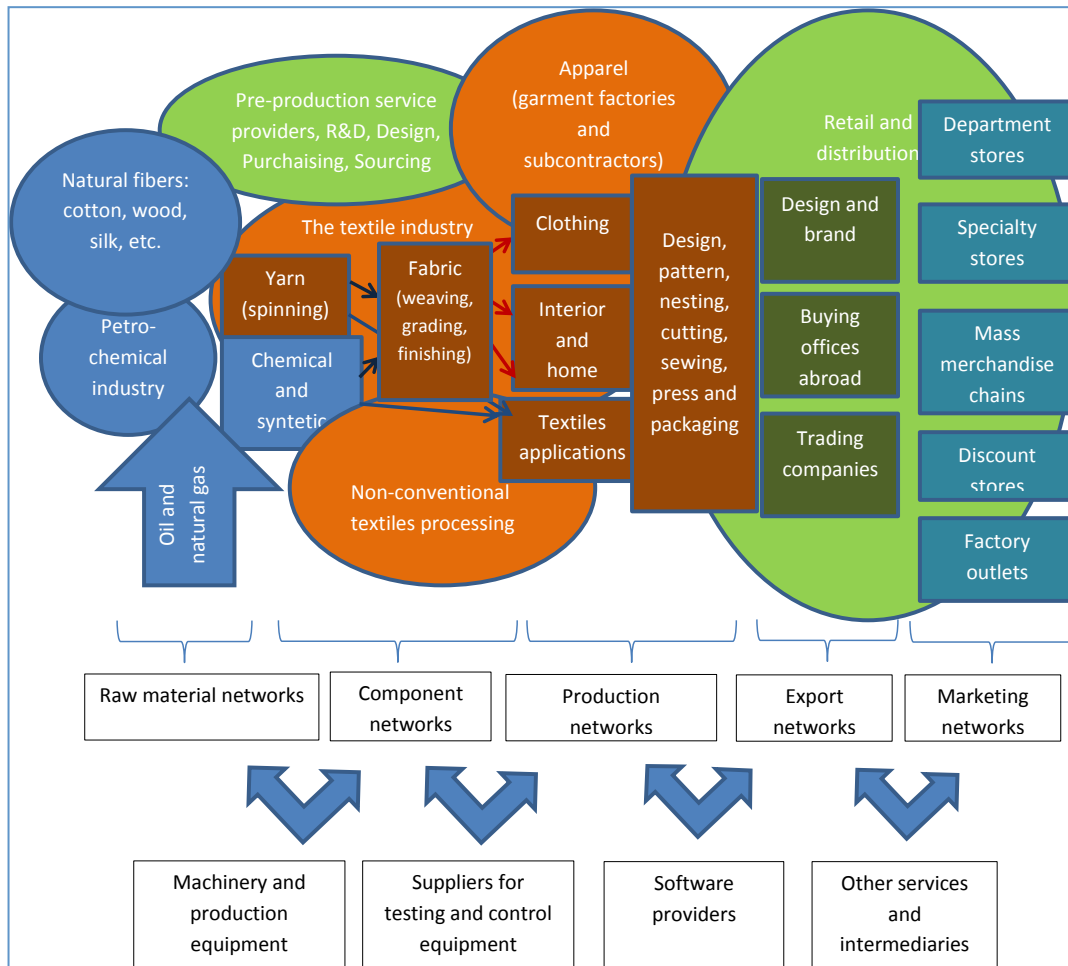 Pre-production service
providers, R&D, Design,
Purchaising, Sourcing
Apparel
(garment factories
and
subcontractors)
Retail and
distribution
Department
stores
Natural fibers:
cotton, wood,
silk, etc.
The textile industry
Clothing
Design and
brand
Specialty
stores
Yarn
(spinning)
Fabric
(weaving,
grading,
finishing)
Interior
and
home
Design,
pattern,
nesting,
cutting,
sewing,
press and
packaging
Buying
offices
abroad
Mass
merchandise
chains
Petro-
chemical
industry
Chemical
and
syntetic
Textiles
applications
Trading
companies
Discount
stores
Non-conventional
textiles processing
Oil and
natural gas
Factory
outlets
Raw material networks
Component
networks
Production
networks
Export
networks
Marketing
networks
Machinery and
production
equipment
Suppliers for
testing and control
equipment
Software
providers
Other services
and
intermediaries